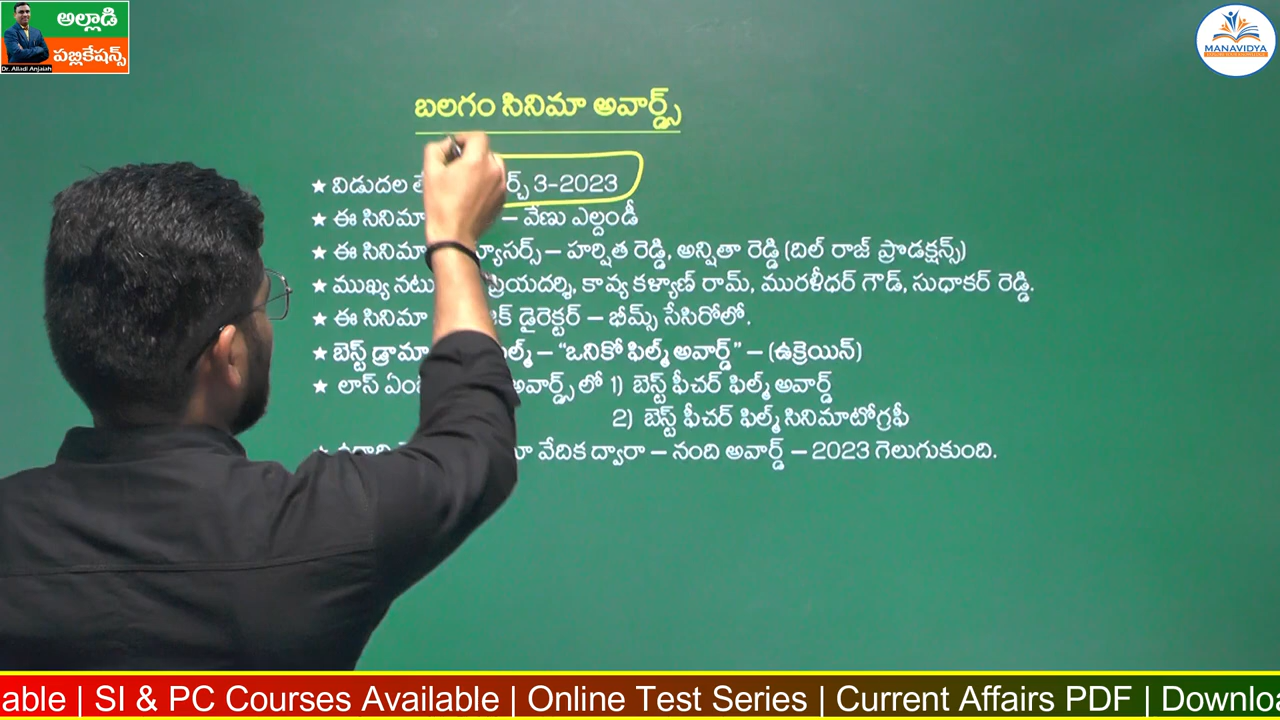 అల్లాడి
పబ్లికేషన్స్
Dr. Alladi Anjaiah
MANAVIDYA
బలగం సినిమా అవార్డ్స్
★ విడుదల 3-2023
★ ఈ సినిమా – వేణు ఎల్దండీ
★ ఈ సినిమా – హర్షిత రెడ్డి, అన్షితా రెడ్డి (దిల్ రాజ్ ప్రొడక్షన్స్)
★ ముఖ్య ప్రియదర్శి, కావ్య కళ్యాణ్ రామ్, మురళీధర్ గౌడ్, సుధాకర్ రెడ్డి.
★ ఈ సినిమా డైరెక్టర్ – భీమ్స్ సేసిరోలో.
★ బెస్ట్ డ్రామా – “ఒనికో ఫిల్మ్ అవార్డ్” – (ఉక్రెయిన్)
★ లాస్ అవార్డ్స్ లో 1) బెస్ట్ ఫీచర్ ఫిల్మ్ అవార్డ్
2) బెస్ట్ ఫీచర్ ఫిల్మ్ సినిమాటోగ్రఫీ
వేదిక ద్వారా – నంది అవార్డ్ – 2023 గెలుగుకుంది.
able | SI & PC Courses Available | Online Test Series | Current Affairs PDF | Downlo